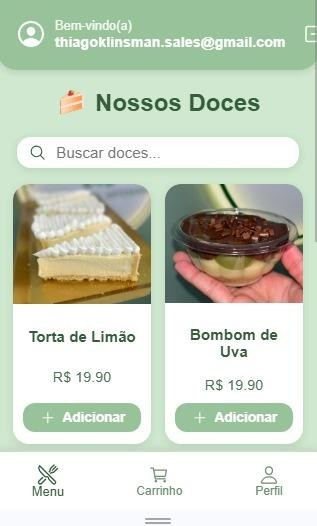 Bem-vindo(a)
thiagoklinsman.sales@gmail.com
Nossos Doces
Buscar doces...
Torta de Limão
R$ 19.90
+ Adicionar
Bombom de
Uva
R$ 19.90
+ Adicionar
Menu
Carrinho
Perfil